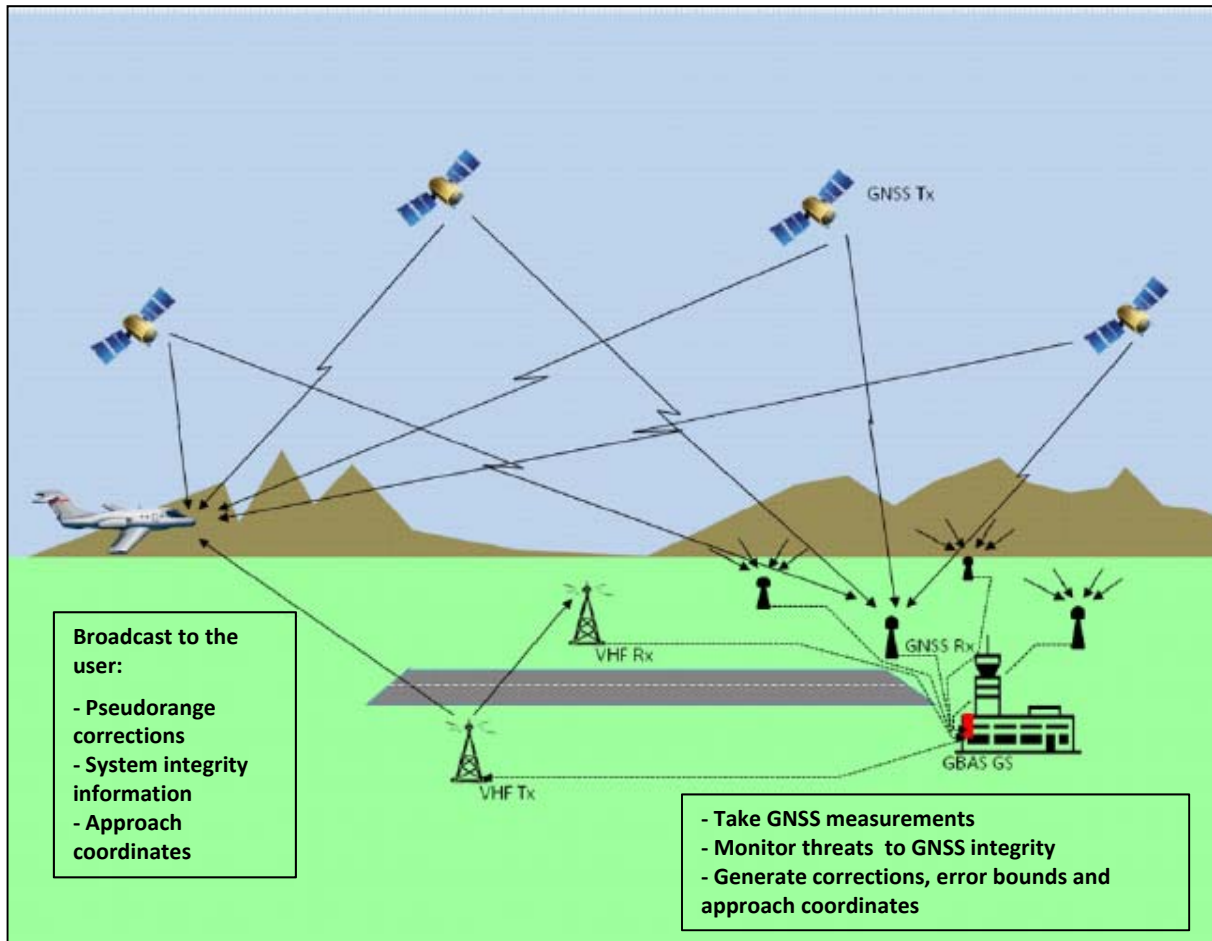 GNSS Tx
VHF Rx
GNSS Rx
VHF Tx
GBAS GS
Broadcast to the
user:
- Pseudorange
corrections
- System integrity
information
- Approach
coordinates
- Take GNSS measurements
- Monitor threats to GNSS integrity
- Generate corrections, error bounds and
approach coordinates